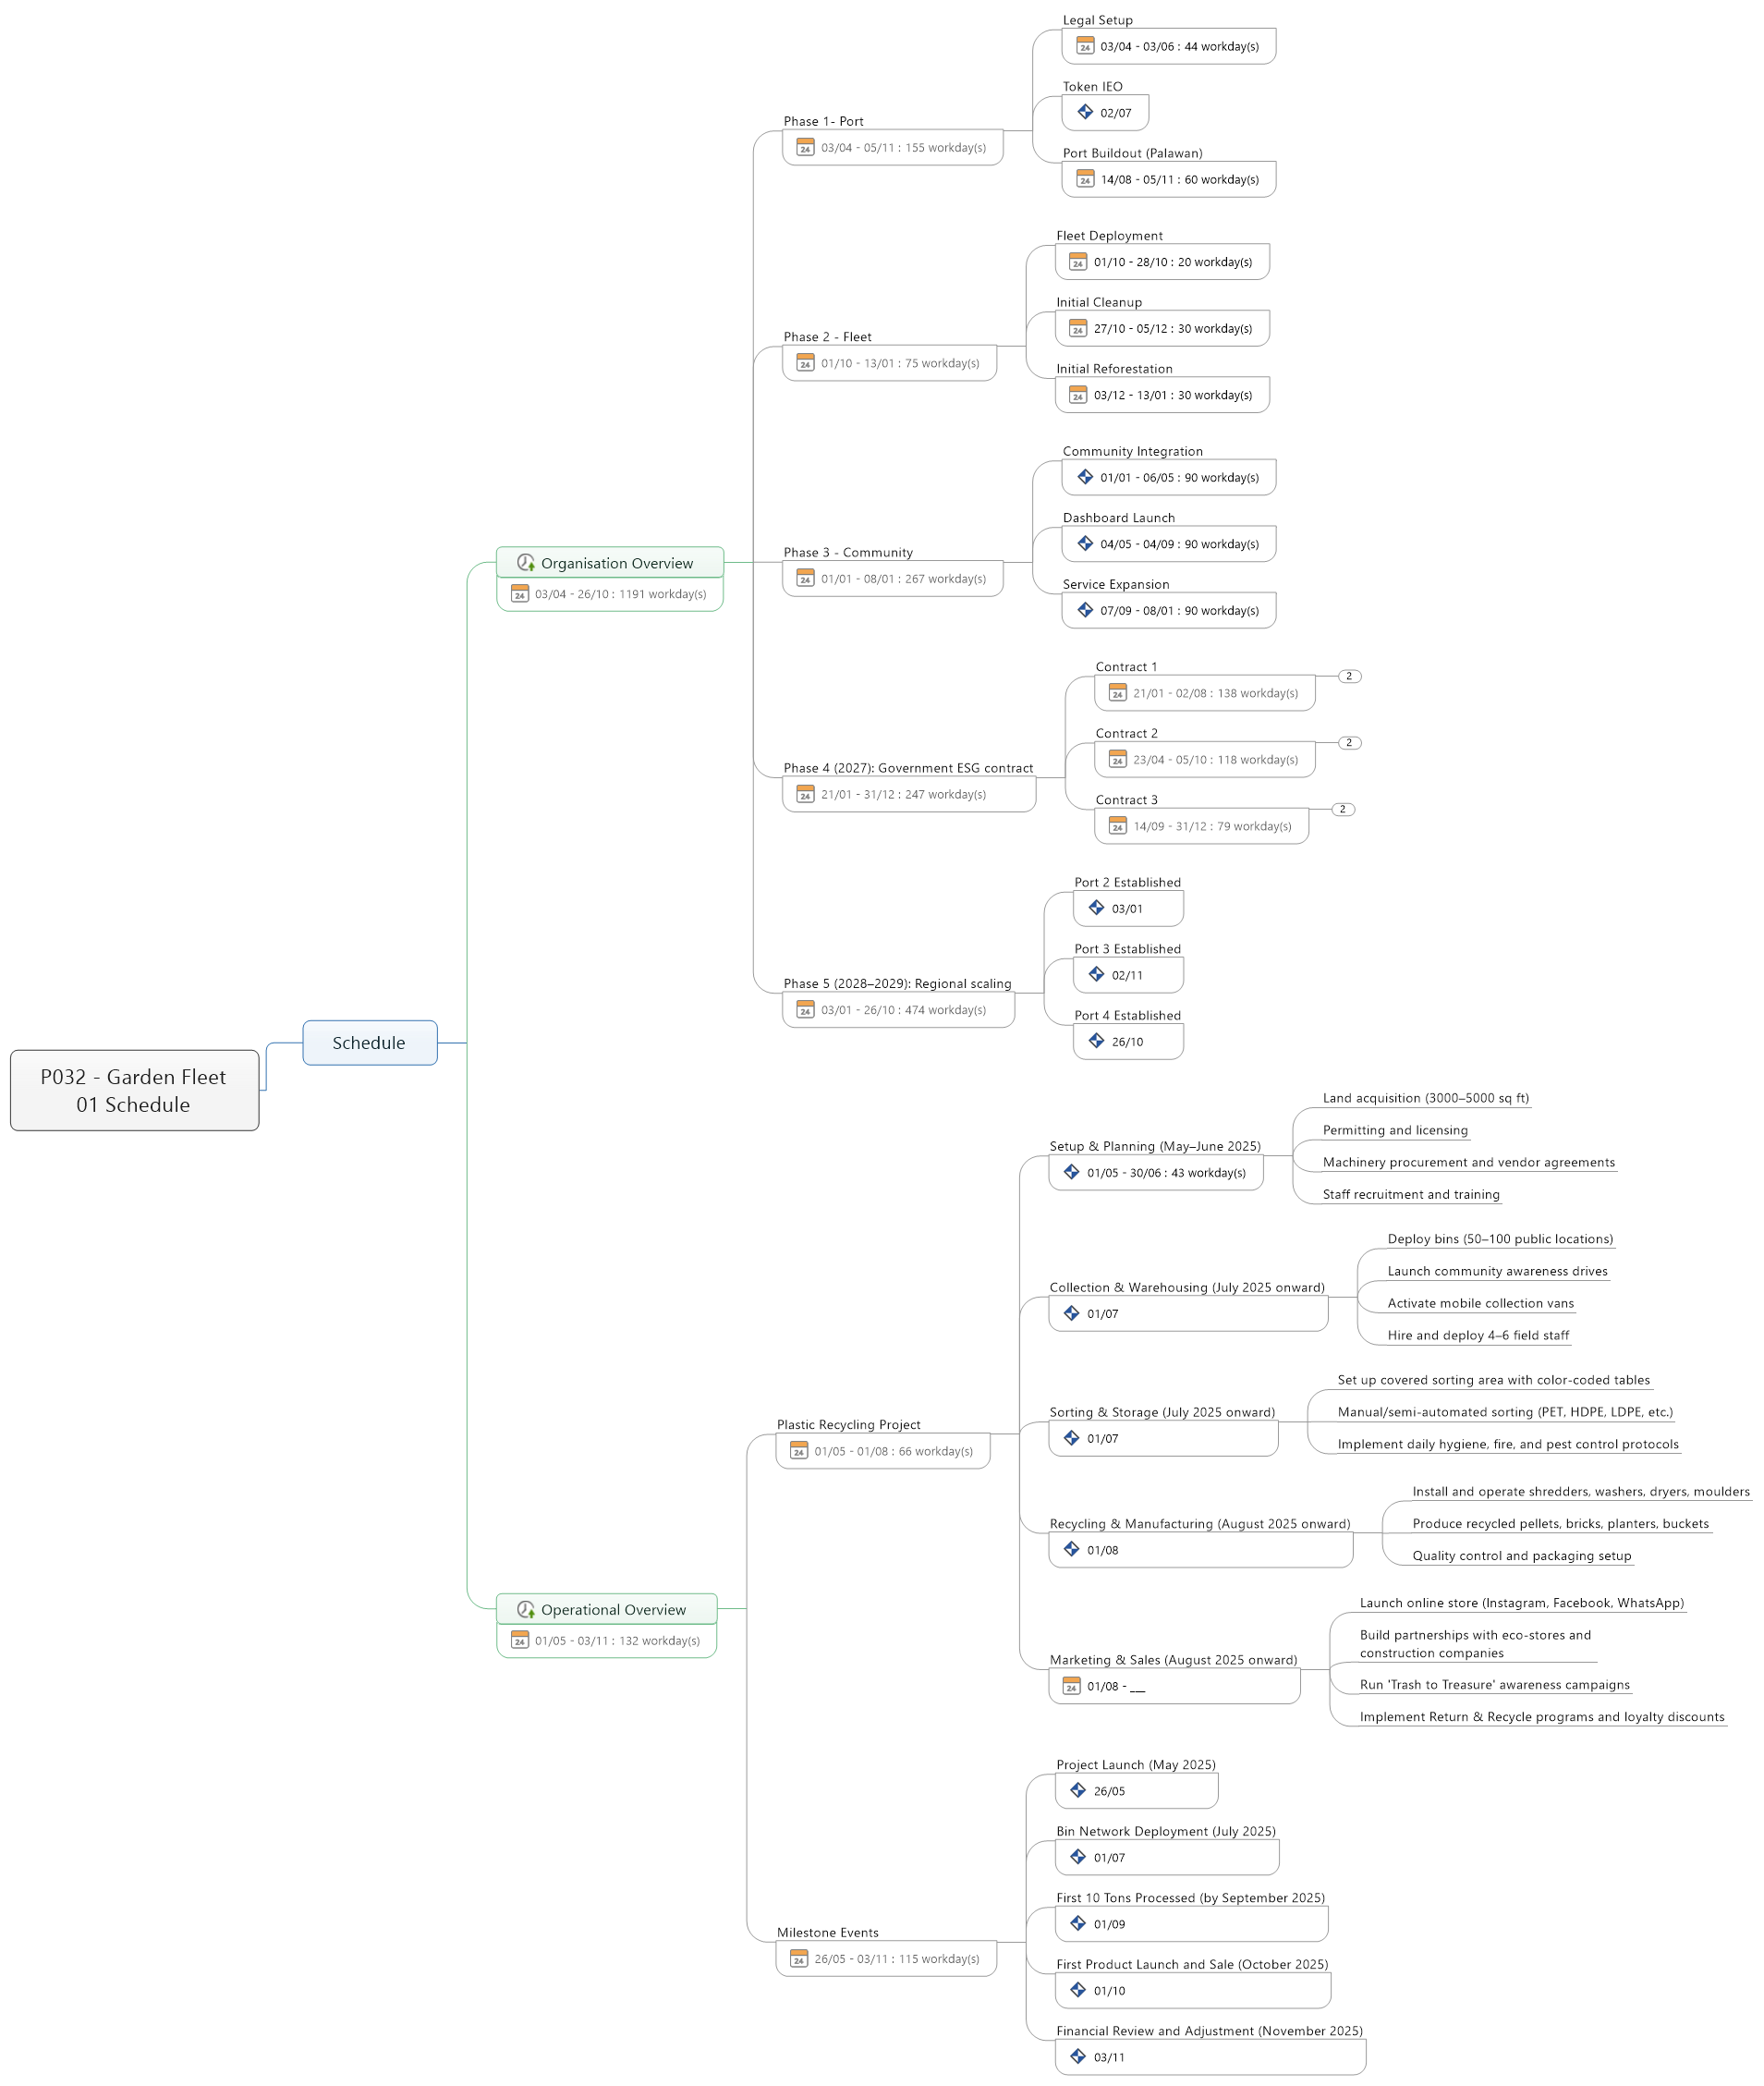 P032 - Garden Fleet
01 Schedule
Schedule
Organisation Overview
24 03/04 - 26/10 : 1191 workday(s)
Phase 1- Port
24 03/04 - 05/11 : 155 workday(s)
Legal Setup
24 03/04 - 03/06 : 44 workday(s)
Token IEO
02/07
Port Buildout (Palawan)
24 14/08 - 05/11 : 60 workday(s)
Phase 2 - Fleet
24 01/10 - 13/01 : 75 workday(s)
Fleet Deployment
24 01/10 - 28/10 : 20 workday(s)
Initial Cleanup
24 27/10 - 05/12 : 30 workday(s)
Initial Reforestation
24 03/12 - 13/01 : 30 workday(s)
Phase 3 - Community
24 01/01 - 08/01 : 267 workday(s)
Community Integration
01/01 - 06/05 : 90 workday(s)
Dashboard Launch
04/05 - 04/09 : 90 workday(s)
Service Expansion
07/09 - 08/01 : 90 workday(s)
Phase 4 (2027): Government ESG contract
24 21/01 - 31/12 : 247 workday(s)
Contract 1
24 21/01 - 02/08 : 138 workday(s)
2
Contract 2
24 23/04 - 05/10 : 118 workday(s)
2
Contract 3
24 14/09 - 31/12 : 79 workday(s)
2
Phase 5 (2028–2029): Regional scaling
24 03/01 - 26/10 : 474 workday(s)
Port 2 Established
03/01
Port 3 Established
02/11
Port 4 Established
26/10
Operational Overview
24 01/05 - 03/11 : 132 workday(s)
Plastic Recycling Project
24 01/05 - 01/08 : 66 workday(s)
Setup & Planning (May–June 2025)
01/05 - 30/06 : 43 workday(s)
Land acquisition (3000–5000 sq ft)
Permitting and licensing
Machinery procurement and vendor agreements
Staff recruitment and training
Collection & Warehousing (July 2025 onward)
01/07
Deploy bins (50–100 public locations)
Launch community awareness drives
Activate mobile collection vans
Hire and deploy 4–6 field staff
Sorting & Storage (July 2025 onward)
01/07
Set up covered sorting area with color-coded tables
Manual/semi-automated sorting (PET, HDPE, LDPE, etc.)
Implement daily hygiene, fire, and pest control protocols
Recycling & Manufacturing (August 2025 onward)
01/08
Install and operate shredders, washers, dryers, moulders
Produce recycled pellets, bricks, planters, buckets
Quality control and packaging setup
Marketing & Sales (August 2025 onward)
24 01/08 - ___
Launch online store (Instagram, Facebook, WhatsApp)
Build partnerships with eco-stores and
construction companies
Run 'Trash to Treasure' awareness campaigns
Implement Return & Recycle programs and loyalty discounts
Milestone Events
24 26/05 - 03/11 : 115 workday(s)
Project Launch (May 2025)
26/05
Bin Network Deployment (July 2025)
01/07
First 10 Tons Processed (by September 2025)
01/09
First Product Launch and Sale (October 2025)
01/10
Financial Review and Adjustment (November 2025)
03/11